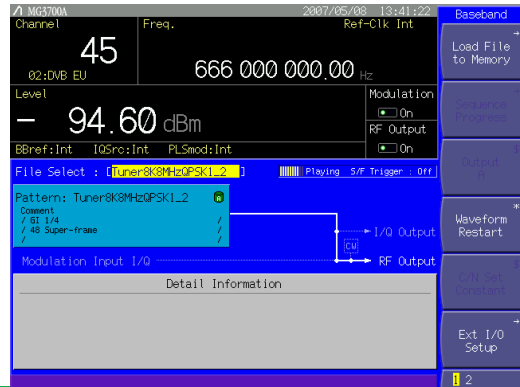 MG3700A 2007/05/08 13:41:22
Channel Freq. Ref-Clk Int
45
666 000 000.00 Hz
02:DVB EU
Level
- 94.60 dBm
Modulation
On
RF Output
On
BBref:Int IQSrc:Int PLSmod:Int
File Select : [Tuner8K8MHzQPSK1_2 ] Playing S/F Trigger : Off
Pattern: Tuner8K8MHzQPSK1_2 A
Comment
/ GI 1/4 /
/ 48 Super-frame /
/ /
I/Q Output
CW
Modulation Input I/Q RF Output
Detail Information
Baseband
→
Load File
to Memory
Sequence
Progress
Output
A
*
Waveform
Restart
C/N Set
Constant
→
Ext I/O
Setup
1 2